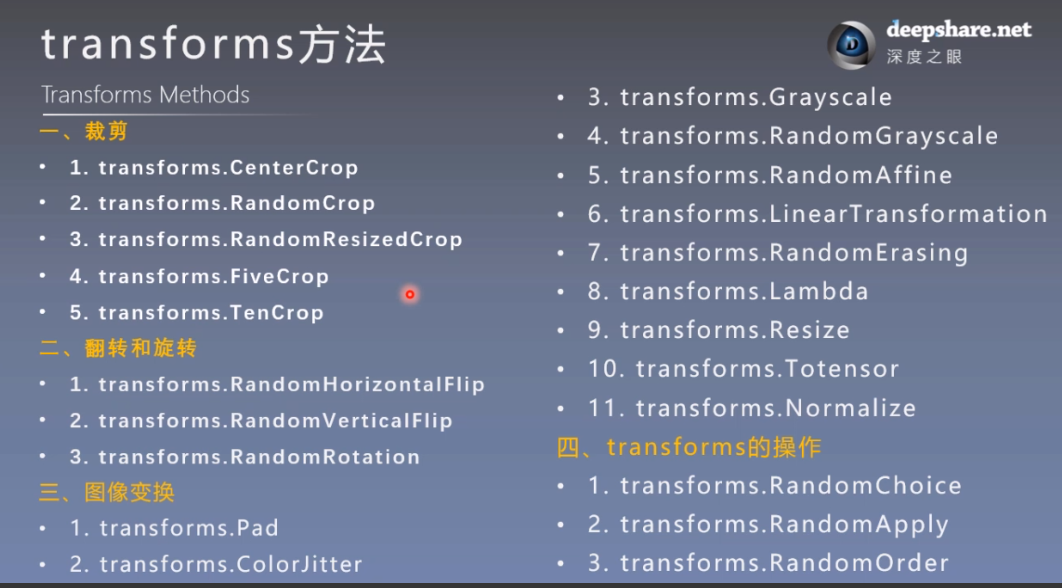 transforms方法
deepshare.net
深度之眼
Transforms Methods
一、裁剪
• 1. transforms.CenterCrop
• 2. transforms.RandomCrop
• 3. transforms.RandomResizedCrop
• 4. transforms.FiveCrop
• 5. transforms.TenCrop
二、翻转和旋转
• 1. transforms.RandomHorizontalFlip
• 2. transforms.RandomVerticalFlip
• 3. transforms.RandomRotation
三、图像变换
• 1. transforms.Pad
• 2. transforms.ColorJitter
• 3. transforms.Grayscale
• 4. transforms.RandomGrayscale
• 5. transforms.RandomAffine
• 6. transforms.LinearTransformation
• 7. transforms.RandomErasing
• 8. transforms.Lambda
• 9. transforms.Resize
• 10. transforms.Totensor
• 11. transforms.Normalize
四、transforms的操作
• 1. transforms.RandomChoice
• 2. transforms.RandomApply
• 3. transforms.RandomOrder